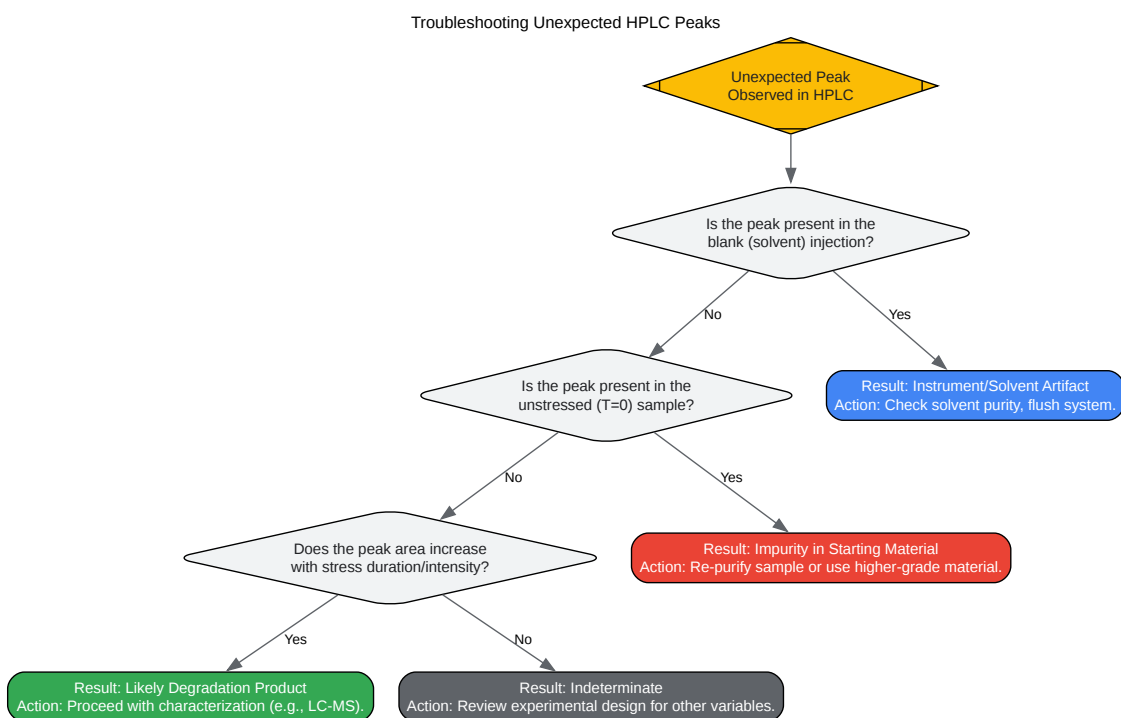 Troubleshooting Unexpected HPLC Peaks
Unexpected Peak
Observed in HPLC
Is the peak present in the
blank (solvent) injection?
No
Yes
Is the peak present in the
unstressed (T=0) sample?
Result: Instrument/Solvent Artifact
Action: Check solvent purity, flush system.
No
Yes
Does the peak area increase
with stress duration/intensity?
Result: Impurity in Starting Material
Action: Re-purify sample or use higher-grade material.
Yes
No
Result: Likely Degradation Product
Action: Proceed with characterization (e.g., LC-MS).
Result: Indeterminate
Action: Review experimental design for other variables.